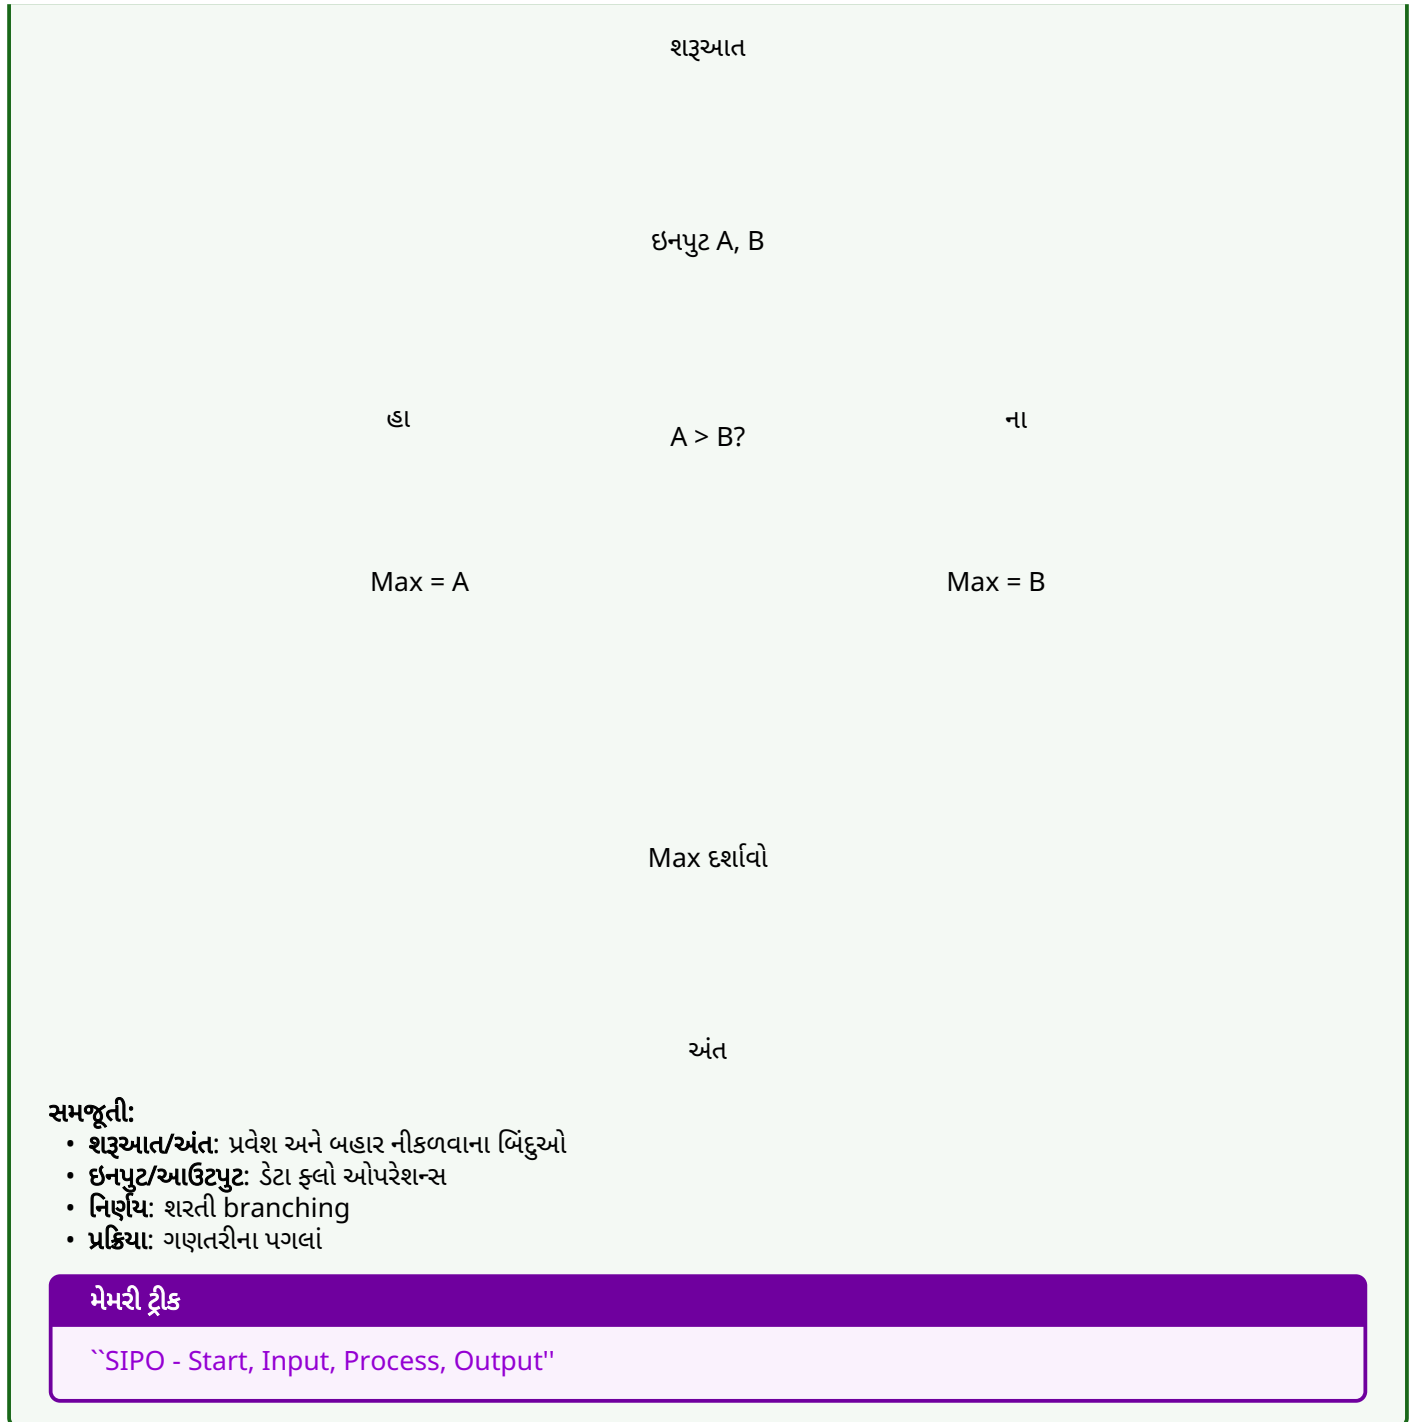 શરૂઆત
ઇનપુટ A, B
હા
ના
A > B?
Max = A
Max = B
Max દર્શાવો
અંત
સમજૂતી:
• શરૂઆત/અંત: પ્રવેશ અને બહાર નીકળવાના બિંદુઓ
• ઇનપુટ/આઉટપુટ: ડેટા ફ્લો ઓપરેશન્સ
• નિર્ણય: શરતી branching
• પ્રક્રિયા: ગણતરીના પગલાં
મેમરી ટ્રીક
``SIPO - Start, Input, Process, Output''